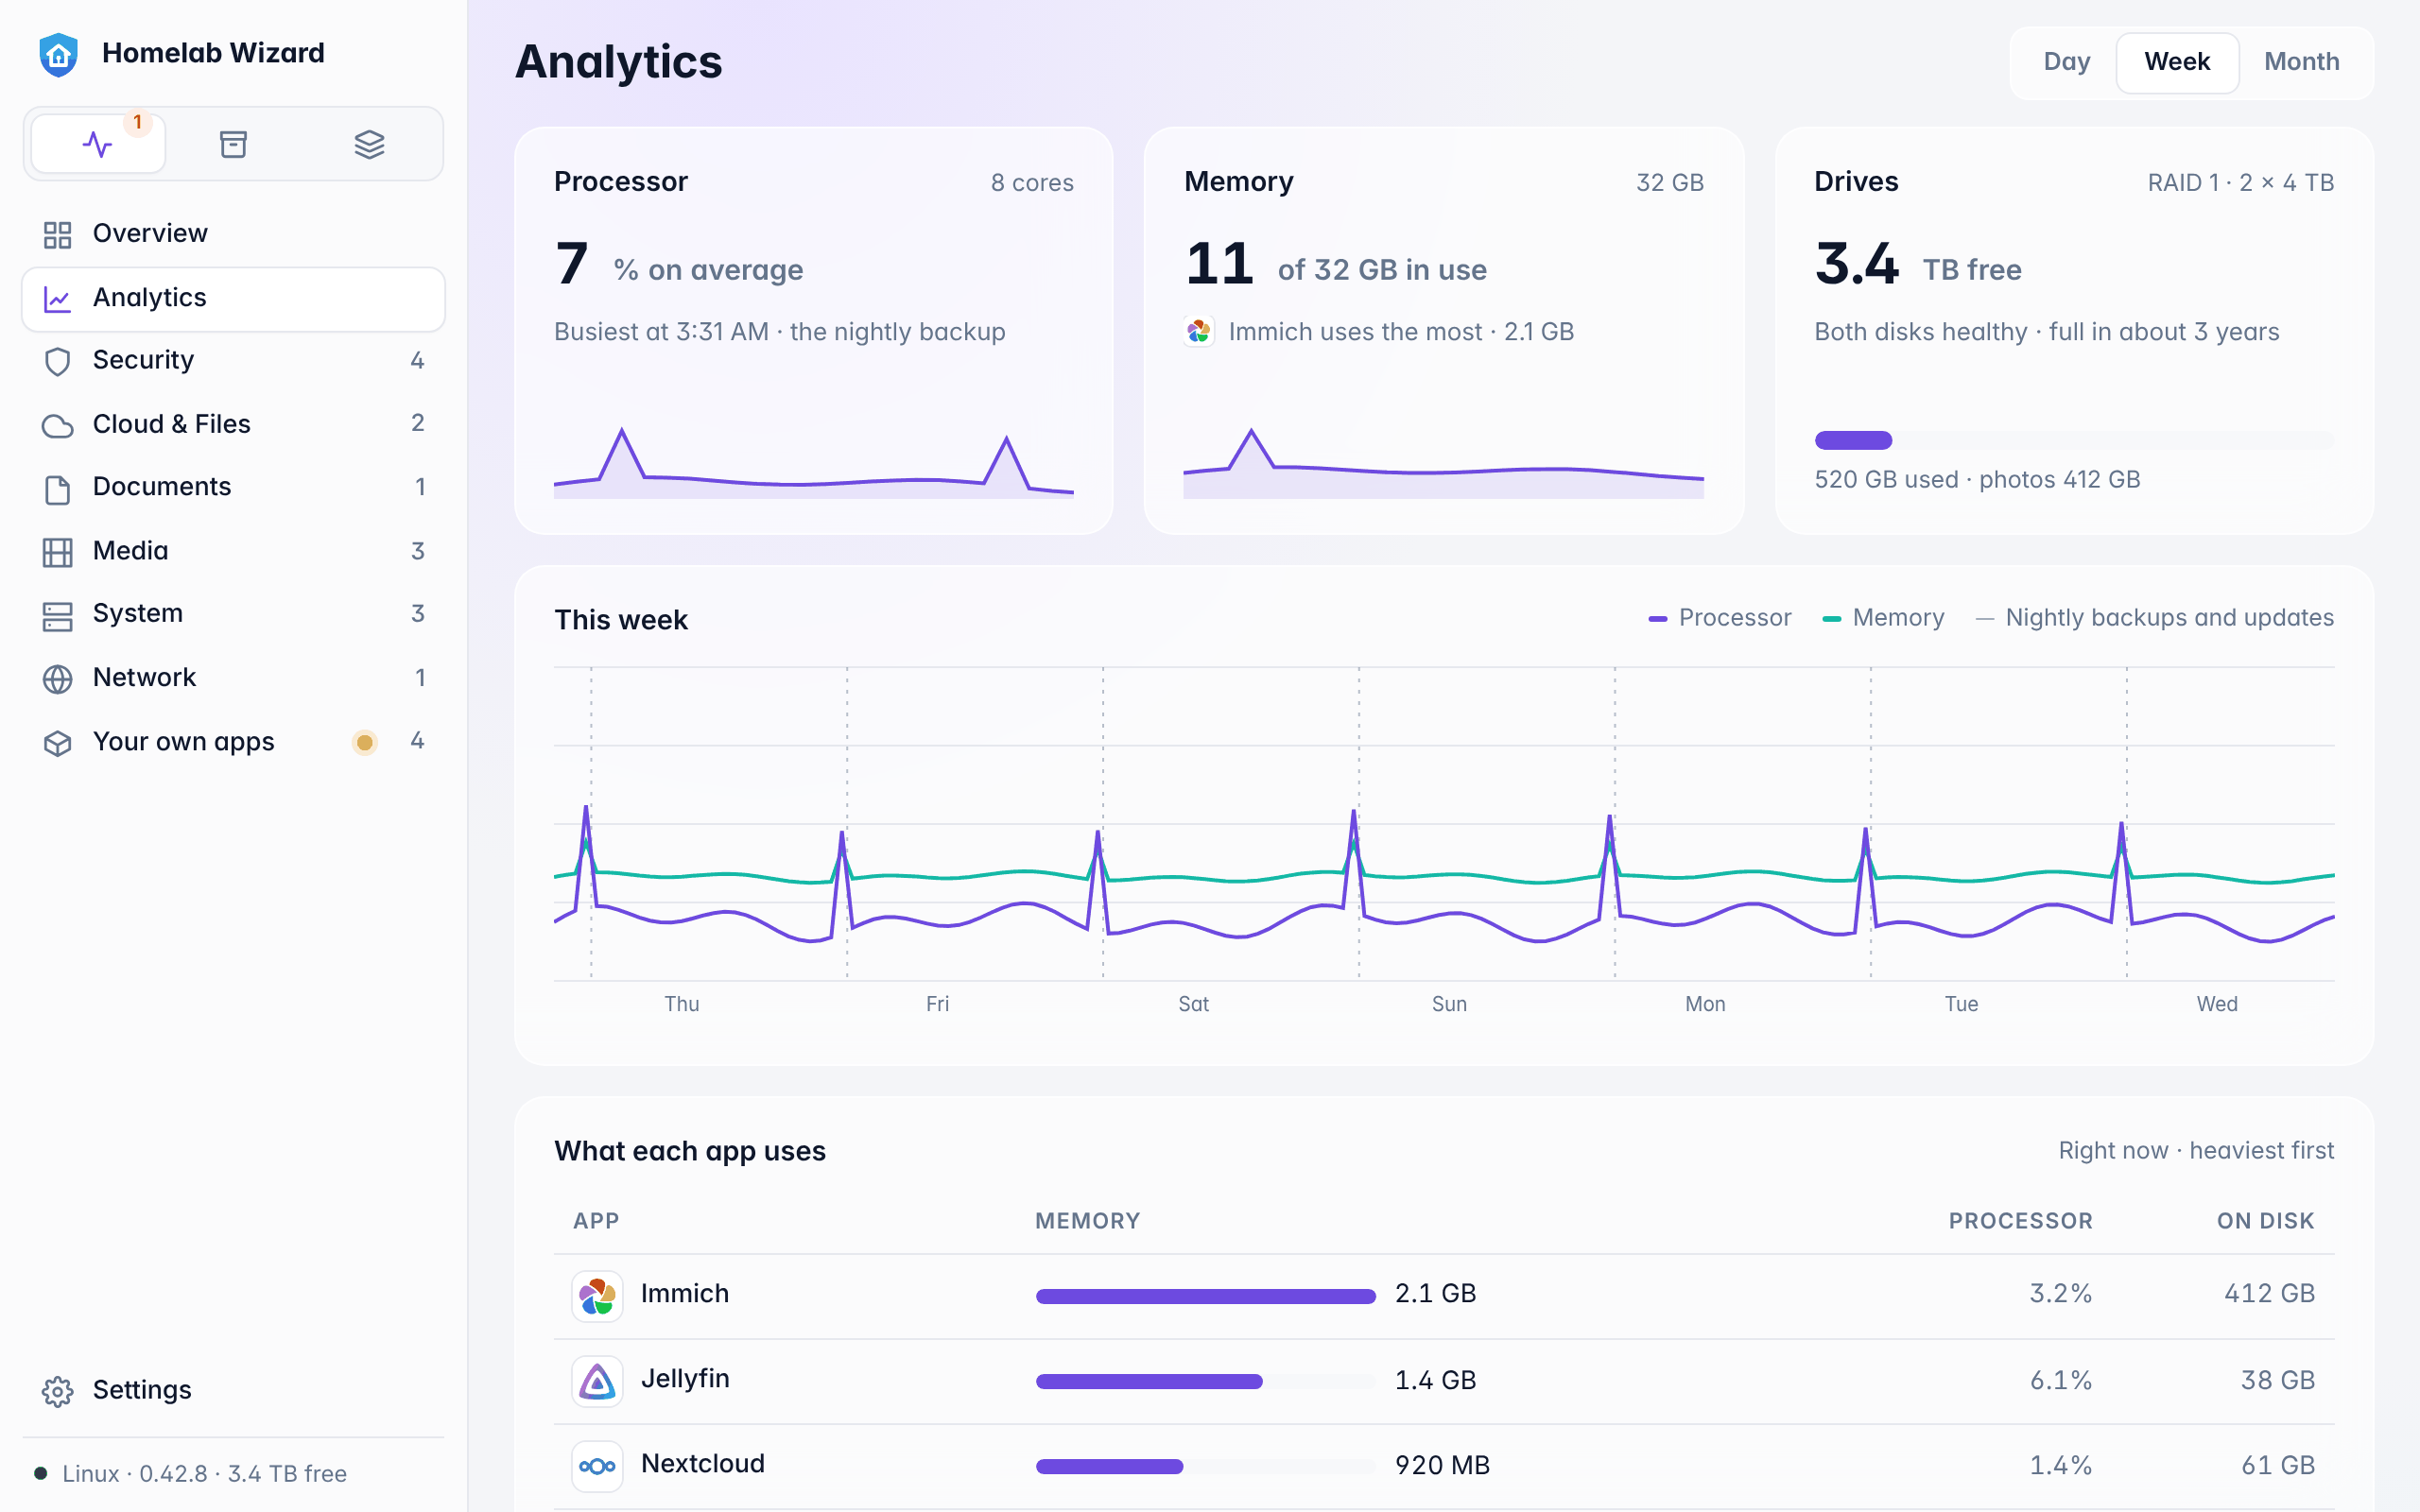 Homelab Wizard
1
Overview
Analytics
Security 4
Cloud & Files 2
Documents 1
Media 3
System 3
Network 1
Your own apps 4
Settings
Linux · 0.42.8 · 3.4 TB free
Analytics
Day Week Month
Processor 8 cores
7 % on average
Busiest at 3:31 AM · the nightly backup
Memory 32 GB
11 of 32 GB in use
Immich uses the most · 2.1 GB
Drives RAID 1 · 2 × 4 TB
3.4 TB free
Both disks healthy · full in about 3 years
520 GB used · photos 412 GB
This week Processor Memory Nightly backups and updates
Thu Fri Sat Sun Mon Tue Wed
What each app uses Right now · heaviest first
APP MEMORY PROCESSOR ON DISK
Immich 2.1 GB 3.2% 412 GB
Jellyfin 1.4 GB 6.1% 38 GB
Nextcloud 920 MB 1.4% 61 GB